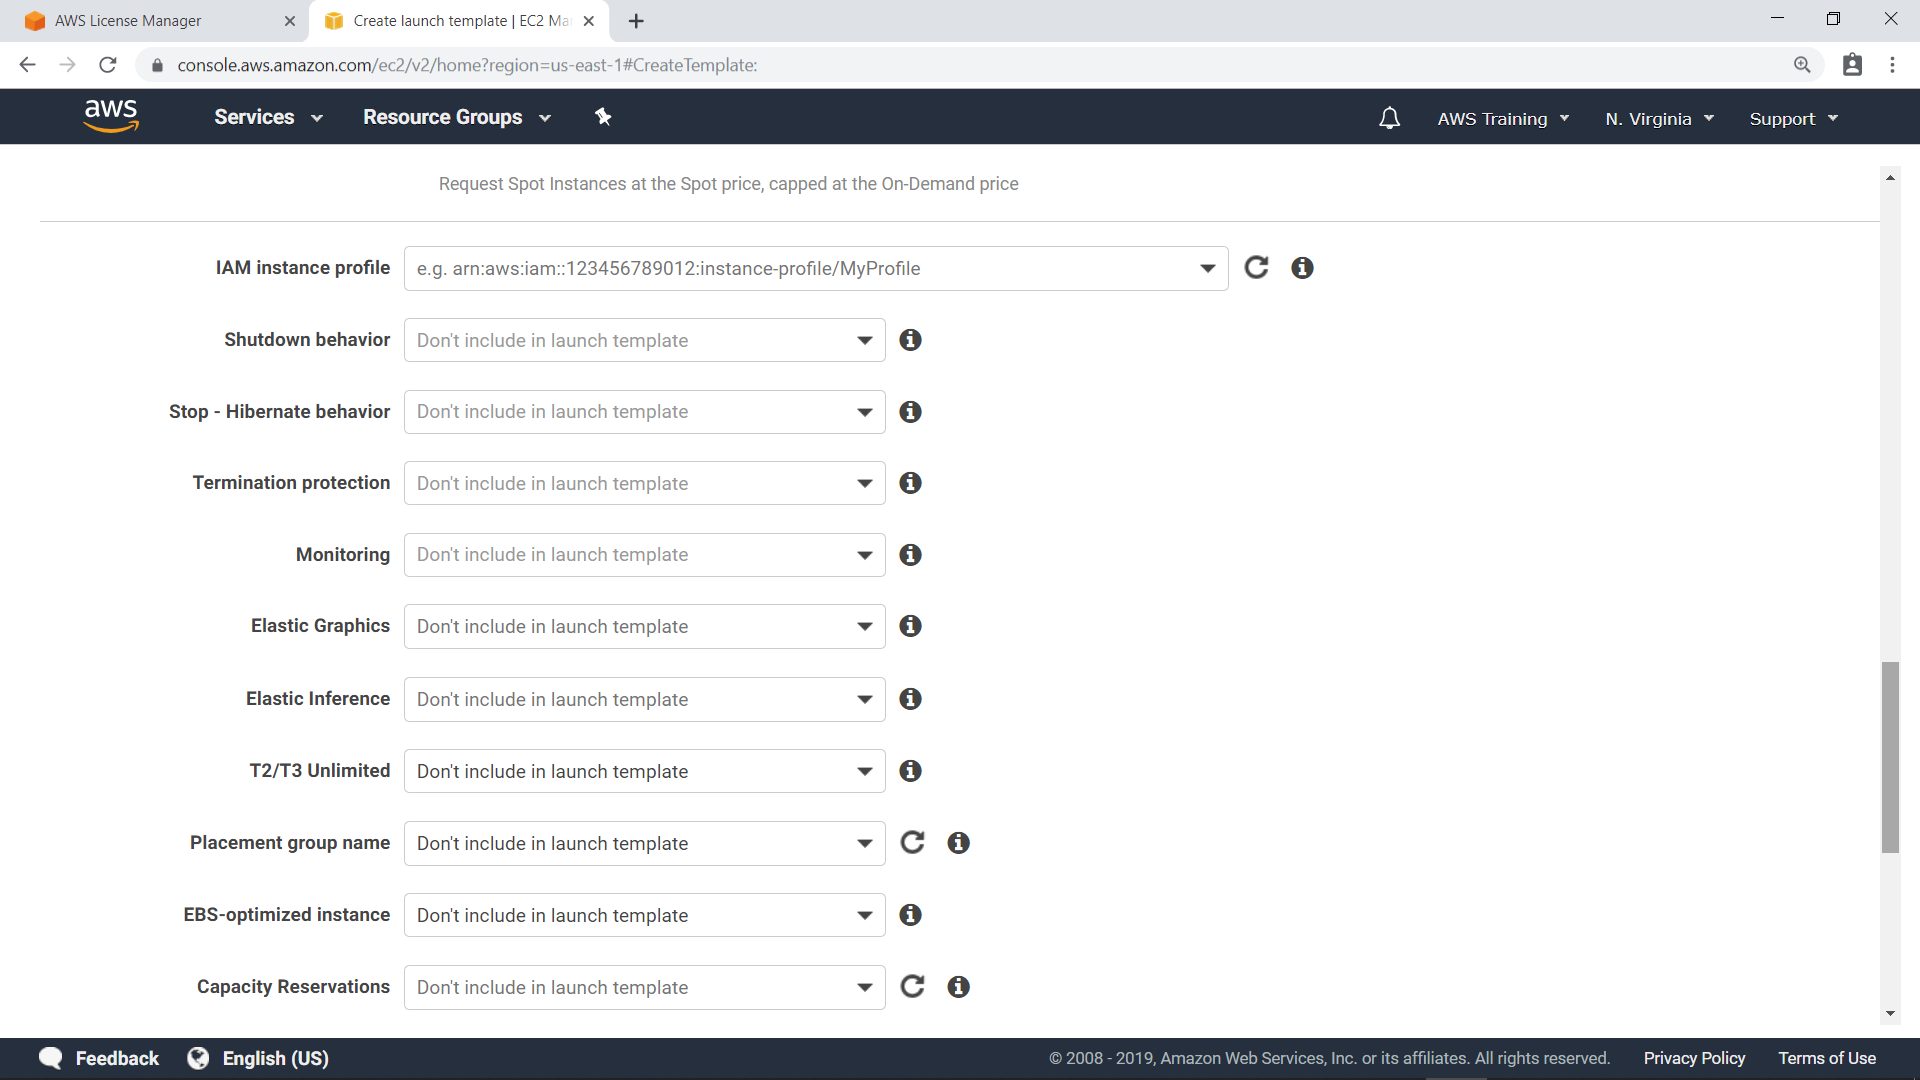 AWS License Manager
Create launch template | EC2 Ma
console.aws.amazon.com/ec2/v2/home?region=us-east-1#CreateTemplate:
aws Services Resource Groups AWS Training N. Virginia Support
Request Spot Instances at the Spot price, capped at the On-Demand price
IAM instance profile e.g. arn:aws:iam::123456789012:instance-profile/MyProfile
Shutdown behavior Don't include in launch template
Stop - Hibernate behavior Don't include in launch template
Termination protection Don't include in launch template
Monitoring Don't include in launch template
Elastic Graphics Don't include in launch template
Elastic Inference Don't include in launch template
T2/T3 Unlimited Don't include in launch template
Placement group name Don't include in launch template
EBS-optimized instance Don't include in launch template
Capacity Reservations Don't include in launch template
Feedback English (US) © 2008 - 2019, Amazon Web Services, Inc. or its affiliates. All rights reserved. Privacy Policy Terms of Use